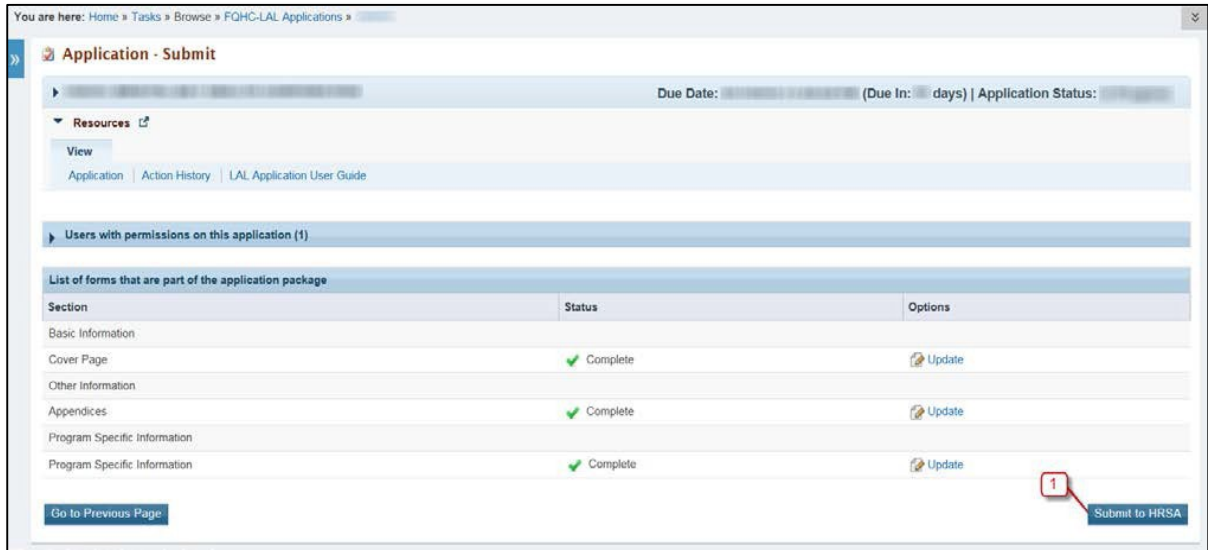 You are here: Home » Tasks » Browse » FQHC-LAL Applications »
Application - Submit
Due Date: (Due In: days) | Application Status:
Resources
View
Application | Action History | LAL Application User Guide
Users with permissions on this application (1)
List of forms that are part of the application package
Section Status Options
Basic Information
Cover Page Complete Update
Other Information
Appendices Complete Update
Program Specific Information
Program Specific Information Complete Update
1
Go to Previous Page Submit to HRSA